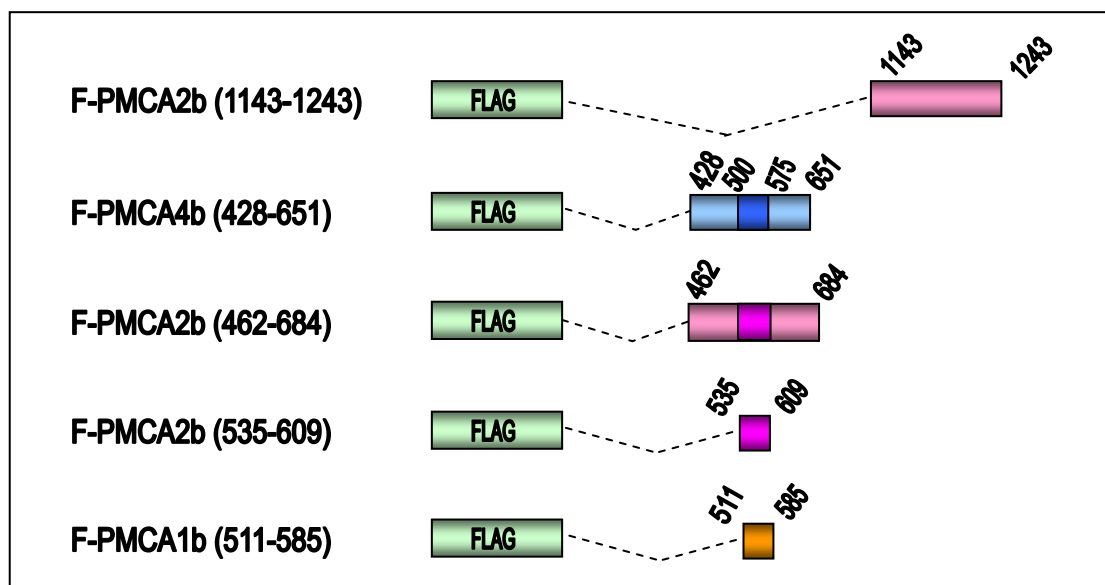 1143 1243
F-PMCA2b (1143-1243) FLAG
428 500 575 651
F-PMCA4b (428-651) FLAG
462 684
F-PMCA2b (462-684) FLAG
535 609
F-PMCA2b (535-609) FLAG
511 585
F-PMCA1b (511-585) FLAG